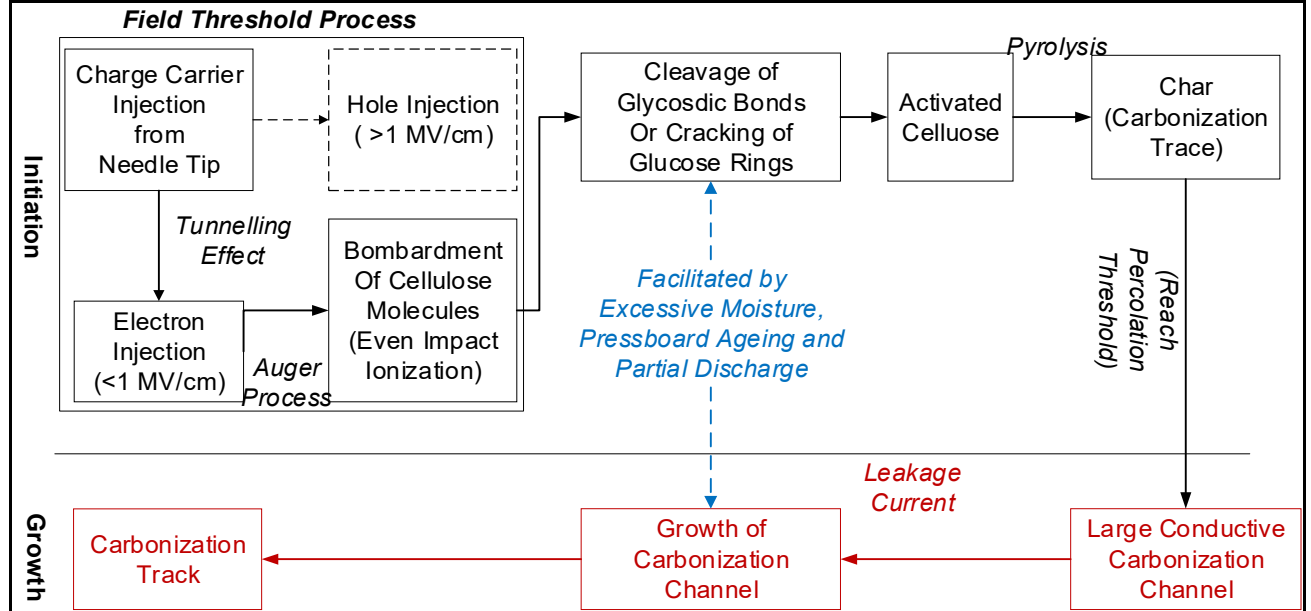 Field Threshold Process
Initiation
Charge Carrier
Injection
from
Needle Tip
Hole Injection
( >1 MV/cm)
Tunnelling
Effect
Electron
Injection
(<1 MV/cm)
Auger
Process
Bombardment
Of Cellulose
Molecules
(Even Impact
Ionization)
Cleavage of
Glycosdic Bonds
Or Cracking of
Glucose Rings
Activated
Celluose
Pyrolysis
Char
(Carbonization
Trace)
Facilitated by
Excessive Moisture,
Pressboard Ageing and
Partial Discharge
(Reach
Percolation
Threshold)
Growth
Leakage
Current
Large Conductive
Carbonization
Channel
Growth of
Carbonization
Channel
Carbonization
Track